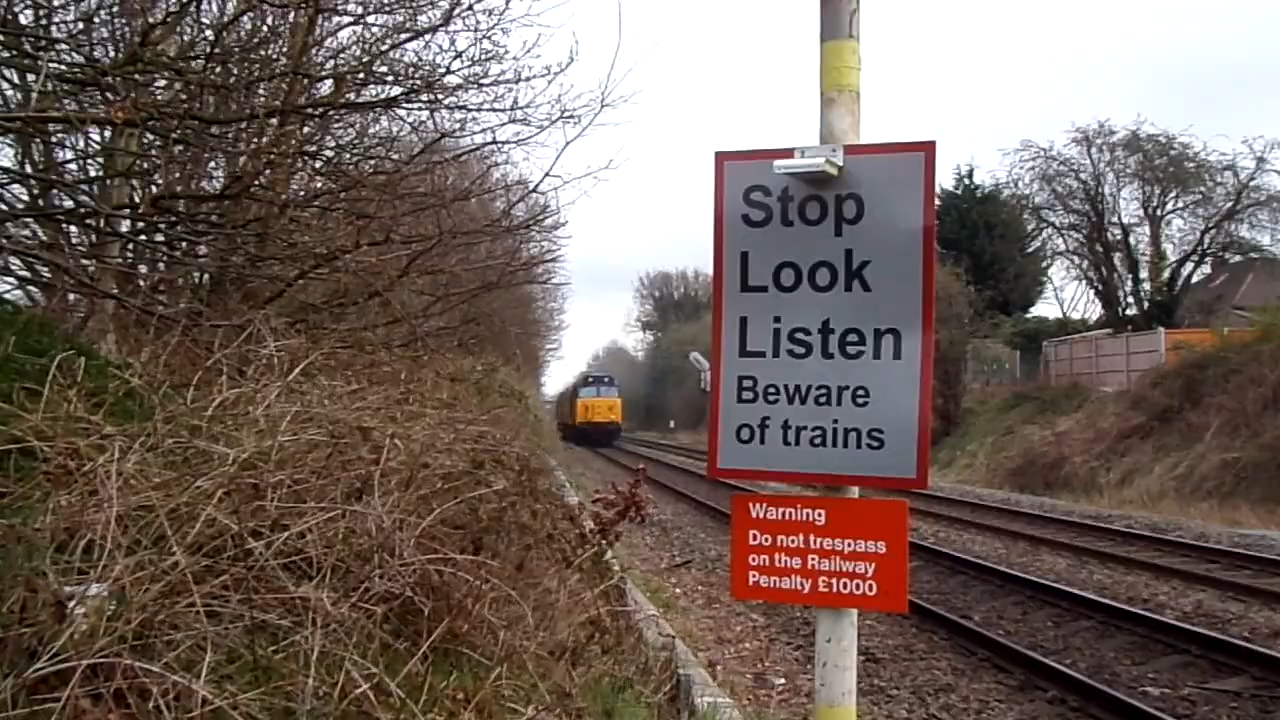 Stop
Look
Listen
Beware
of trains
Warning
Do not trespass
on the Railway
Penalty £1000